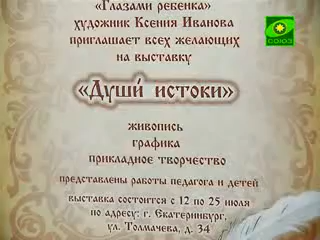 «Глазами ребенка»
художник Ксения Иванова
приглашает всех желающих
на выставку
«Души́ истоки»
живопись
графика
прикладное творчество
представлены работы педагога и детей
выставка состоится с 12 по 25 июля
по адресу: г. Екатеринбург,
ул. Толмачева, д. 34
СОЮЗ